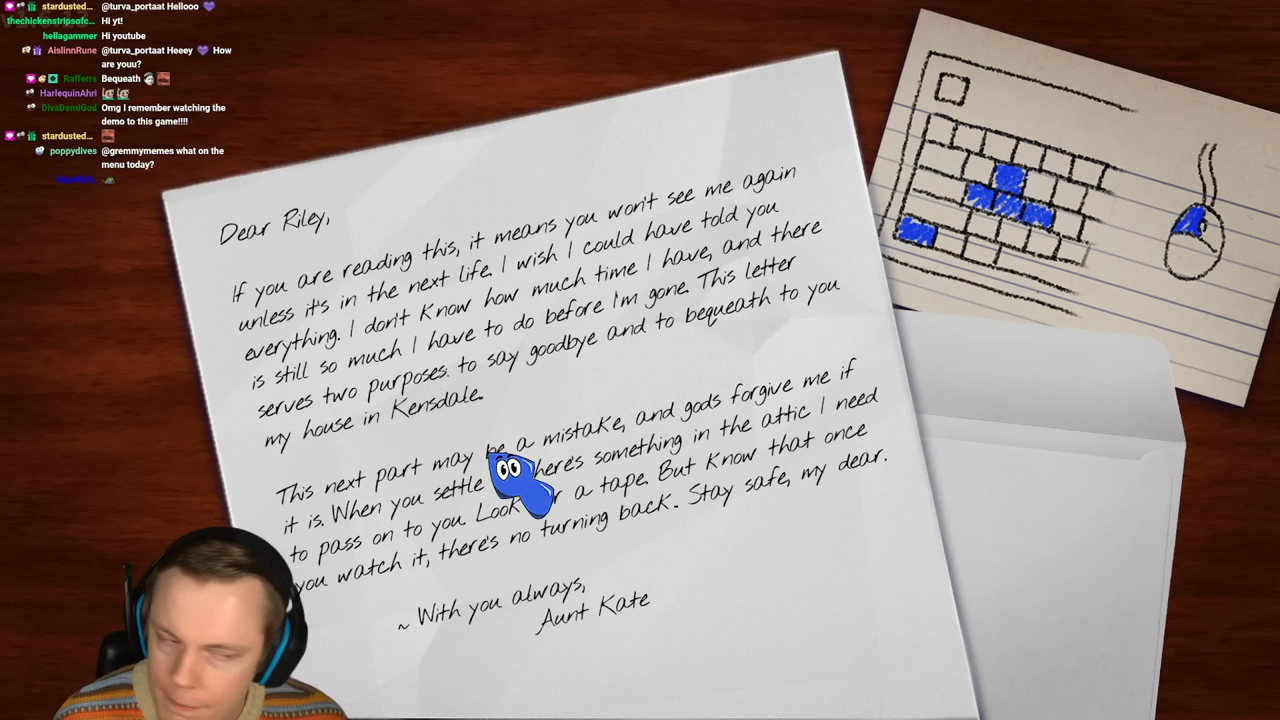 stardusted... @turva_portaat Hellooo
thechickenstripsofc... Hi yt!
hellagammer Hi youtube
AislinnRune @turva_portaat Heeey How
are youu?
Rafferrs Bequeath
HarlequinAhri
DivaDemiGod Omg I remember watching the
demo to this game!!!!
stardusted...
poppydives @gremmymemes what on the
menu today?
Dear Riley,
If you are reading this, it means you won't see me again
unless it's in the next life. I wish I could have told you
everything. I don't know how much time I have, and there
is still so much I have to do before I'm gone. This letter
serves two purposes: to say goodbye and to bequeath to you
my house in Kensdale.
This next part may be a mistake, and gods forgive me if
it is. When you settle here's something in the attic I need
to pass on to you. Look r a tape. But know that once
you watch it, there's no turning back. Stay safe, my dear.
~ With you always,
Aunt Kate